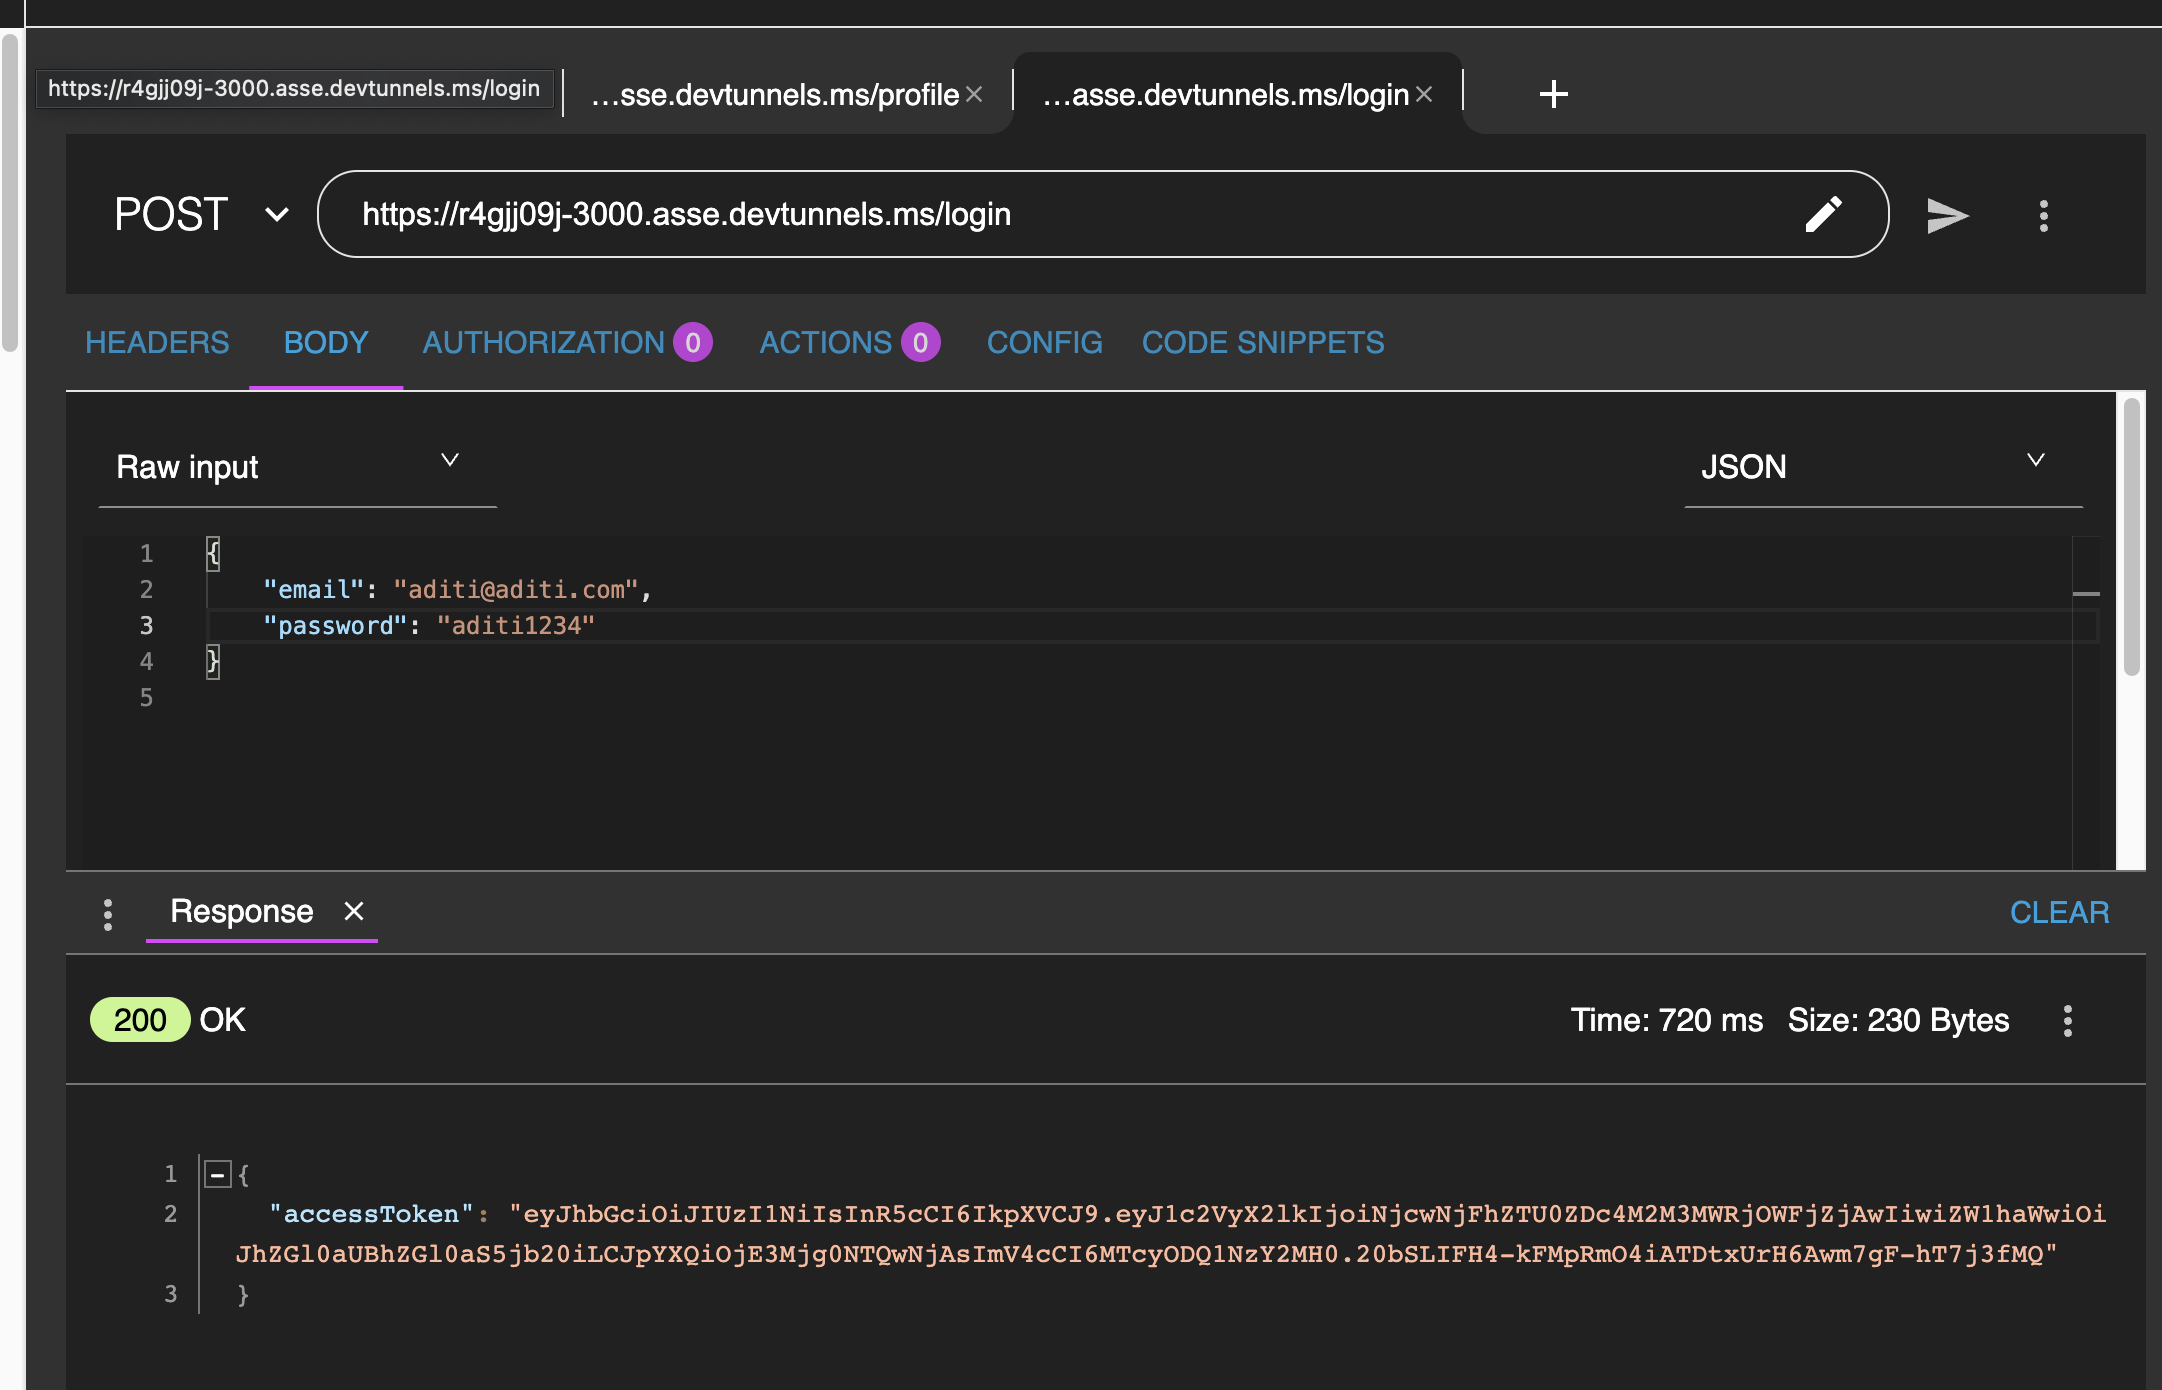 https://r4gjj09j-3000.asse.devtunnels.ms/login
...sse.devtunnels.ms/profile
...asse.devtunnels.ms/login
POST
https://r4gjj09j-3000.asse.devtunnels.ms/login
HEADERS BODY AUTHORIZATION 0 ACTIONS 0 CONFIG CODE SNIPPETS
Raw input
JSON
1 {
2 "email": "aditi@aditi.com",
3 "password": "aditi1234"
4 }
5
Response
CLEAR
200 OK
Time: 720 ms Size: 230 Bytes
1 {
2 "accessToken": "eyJhbGciOiJIUzI1NiIsInR5cCI6IkpXVCJ9.eyJ1c2VyX2lkIjoiNjcwNjFhZTU0ZDc4M2M3MWRjOWFjZjAwIiwiZW1haWwiOi
JhZGl0aUBhZGl0aS5jb20iLCJpYXQiOjE3Mjg0NTQwNjAsImV4cCI6MTcyODQ1NzY2MH0.20bSLIFH4-kFMpRmO4iATDtxUrH6Awm7gF-hT7j3fMQ"
3 }